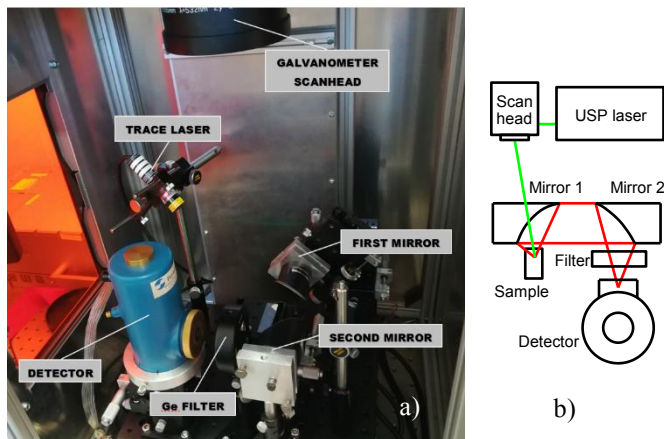 GALVANOMETER
SCANHEAD
TRACE LASER
FIRST MIRROR
SECOND MIRROR
DETECTOR
Ge FILTER
a)
Scan
head
USP laser
Mirror 1
Mirror 2
Filter
Sample
Detector
b)